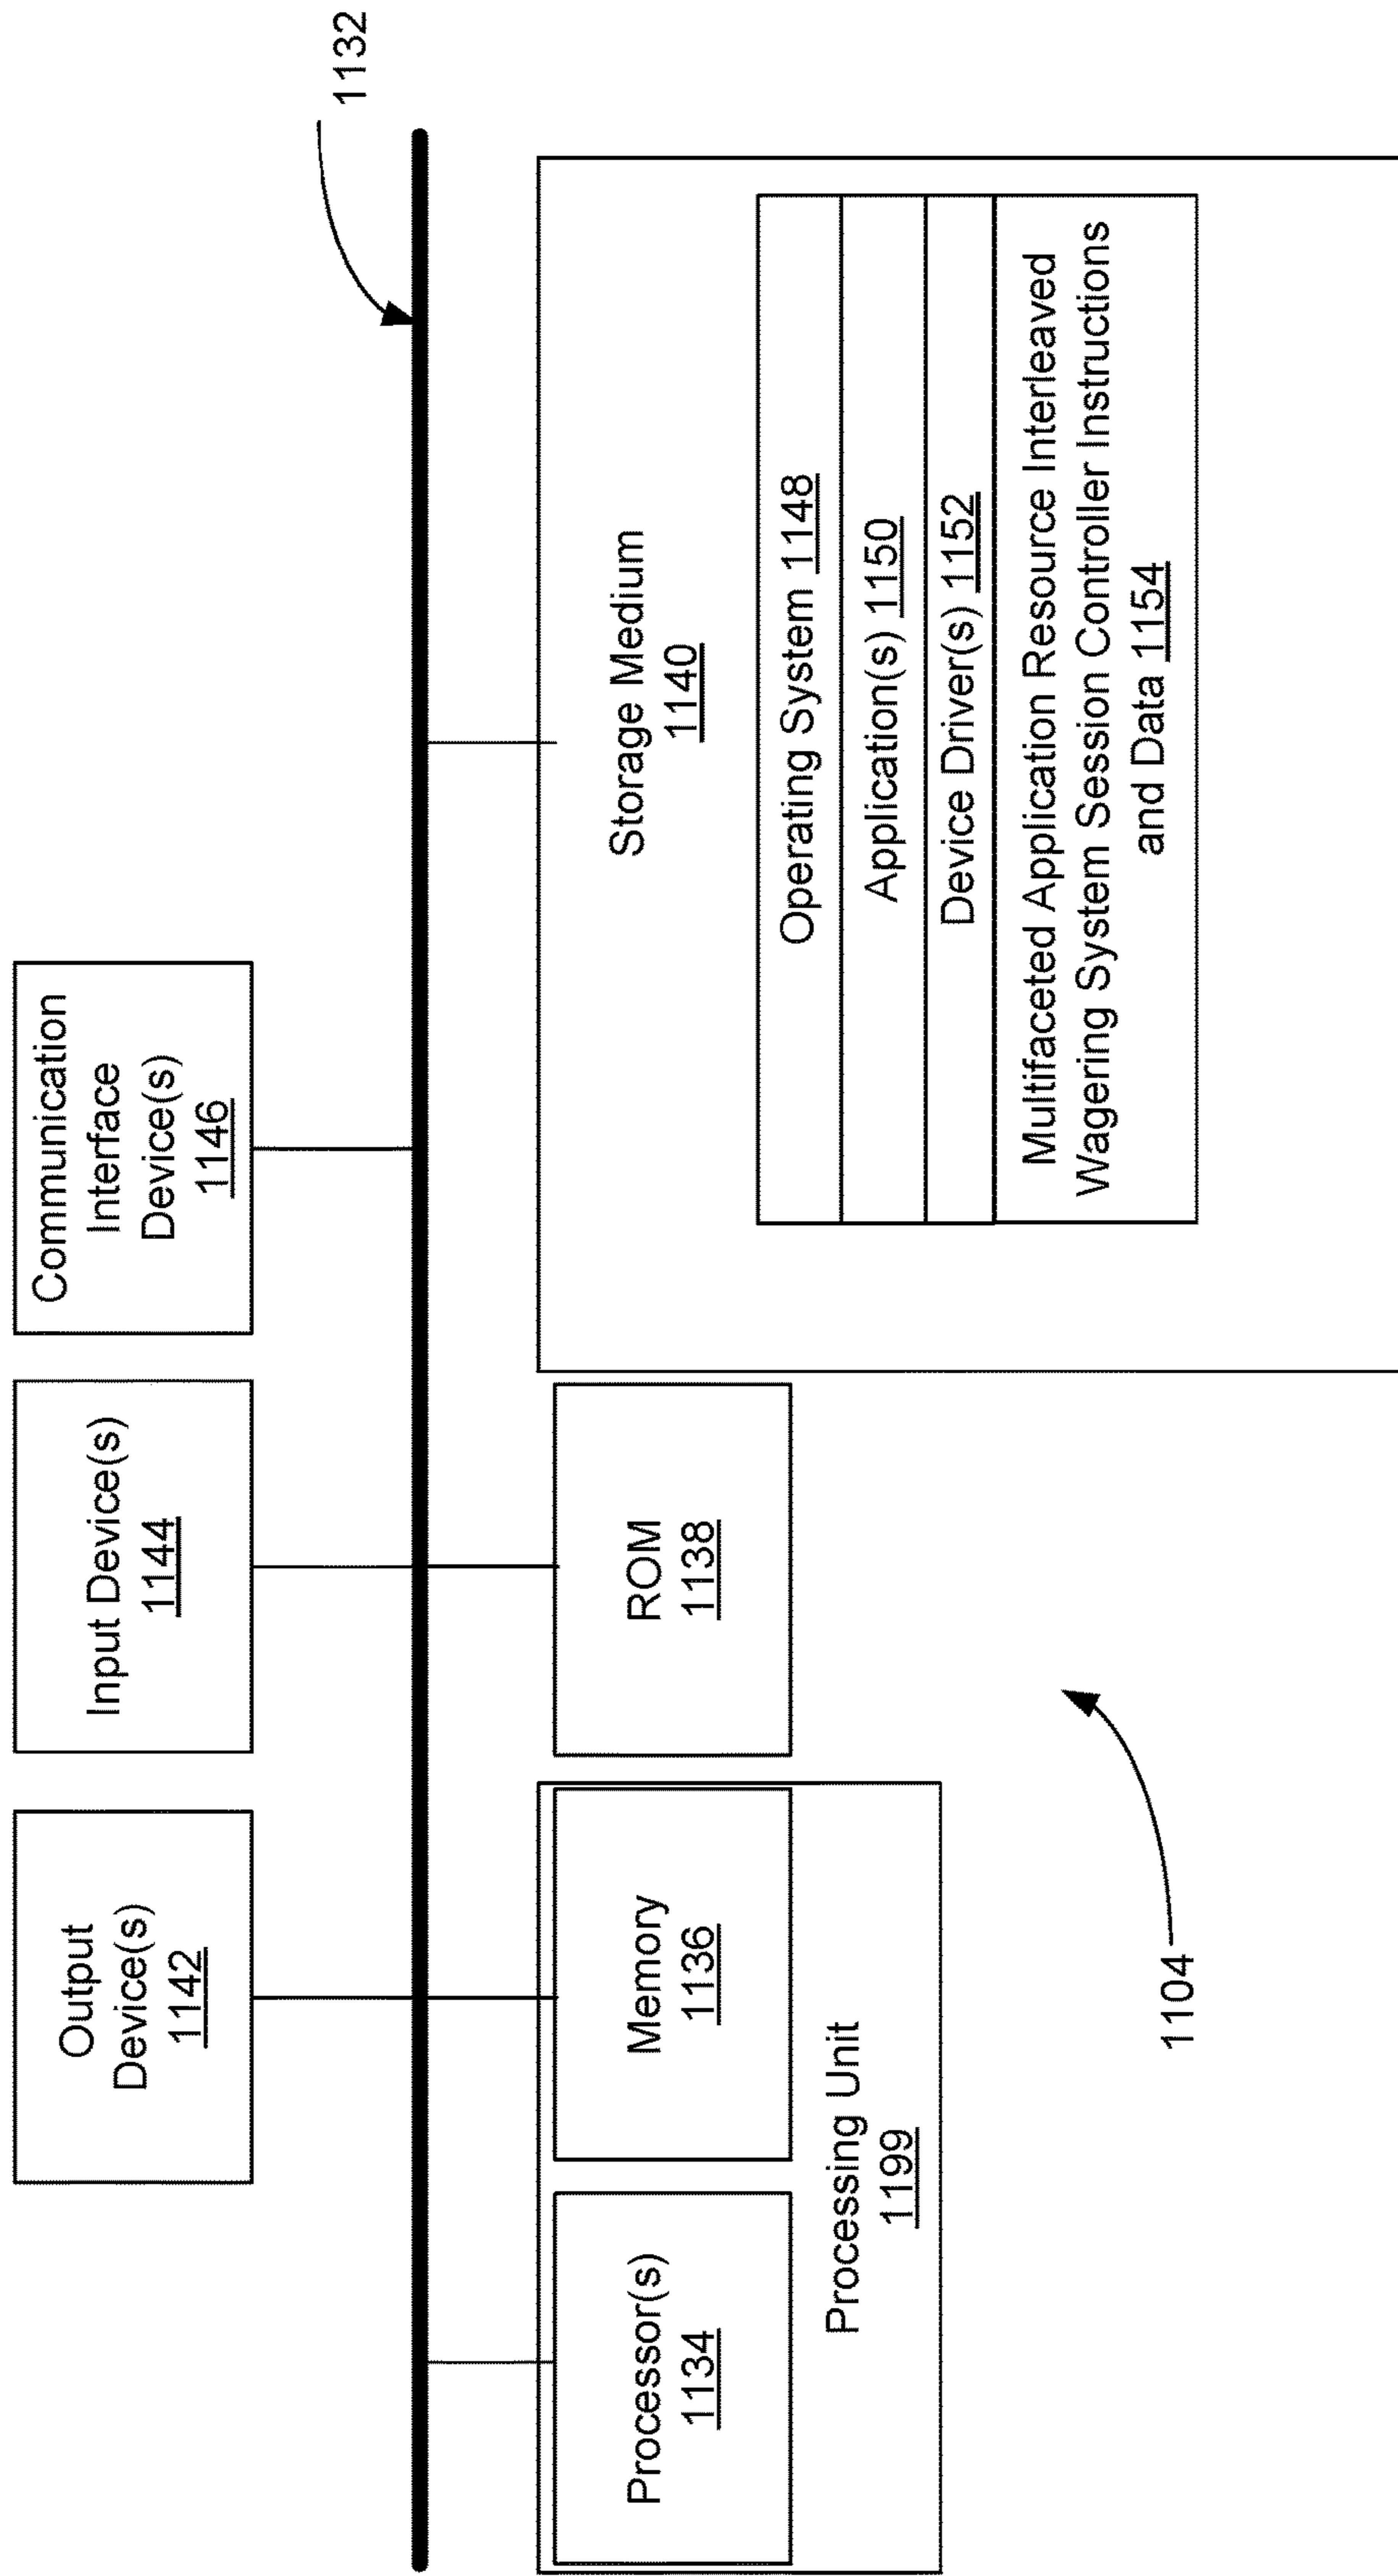 Output
Device(s)
1142
Input Device(s)
1144
Communication
Interface
Device(s)
1146
1132
Processor(s)
1134
Memory
1136
Processing Unit
1199
ROM
1138
Storage Medium
1140
Operating System 1148
Application(s) 1150
Device Driver(s) 1152
Multifaceted Application Resource Interleaved
Wagering System Session Controller Instructions
and Data 1154
1104